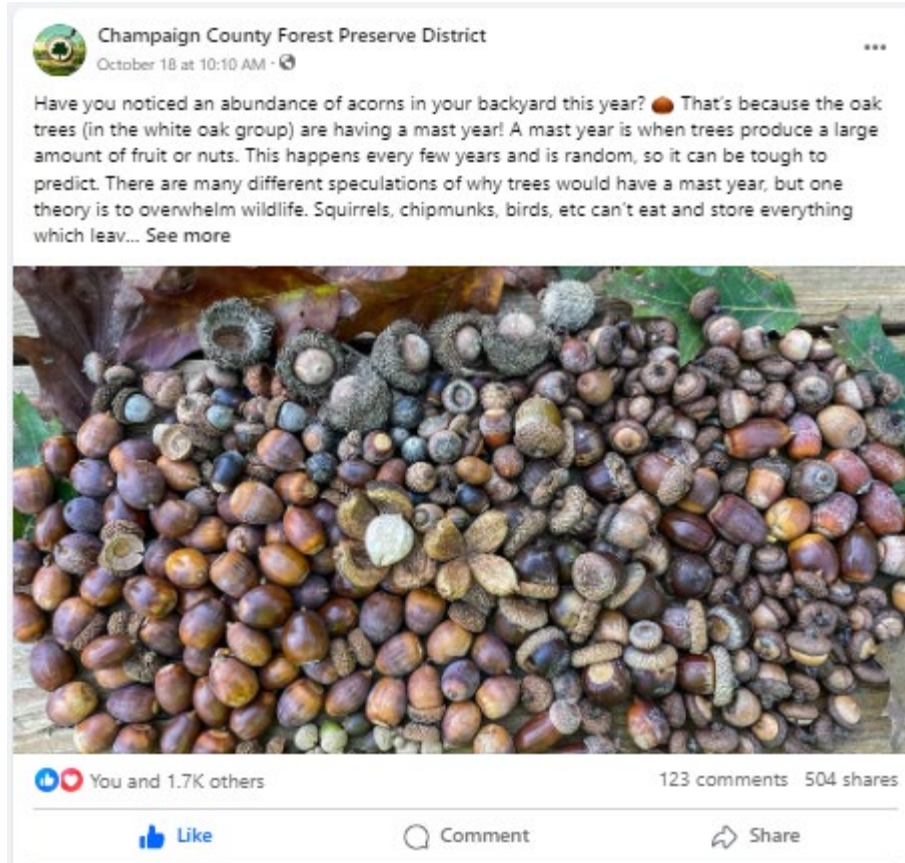 Champaign County Forest Preserve District
October 18 at 10:10 AM ·
Have you noticed an abundance of acorns in your backyard this year? 🌰 That's because the oak
trees (in the white oak group) are having a mast year! A mast year is when trees produce a large
amount of fruit or nuts. This happens every few years and is random, so it can be tough to
predict. There are many different speculations of why trees would have a mast year, but one
theory is to overwhelm wildlife. Squirrels, chipmunks, birds, etc can't eat and store everything
which leav... See more
You and 1.7K others 123 comments 504 shares
Like Comment Share